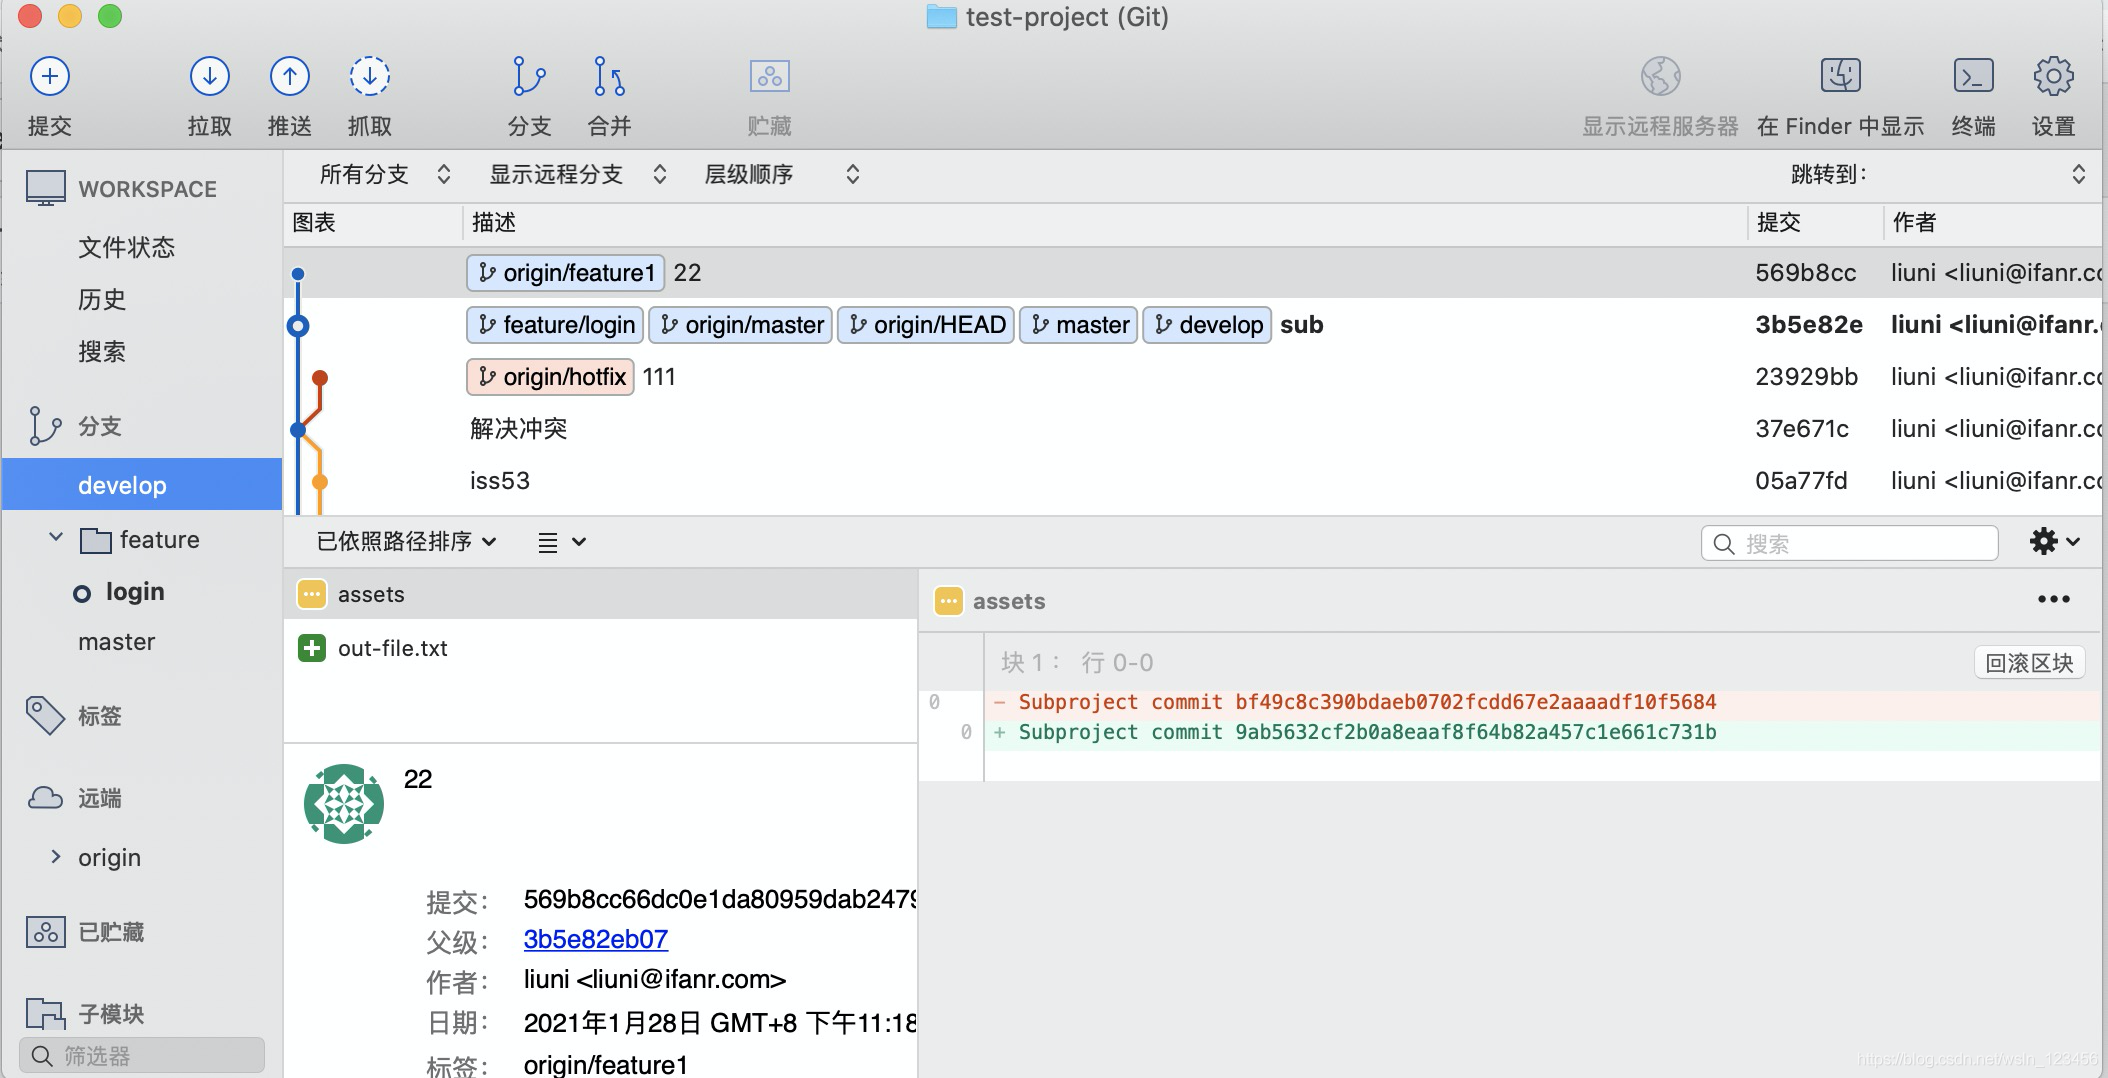 test-project (Git)
提交 拉取 推送 抓取 分支 合并 贮藏 显示远程服务器 在 Finder 中显示 终端 设置
WORKSPACE
文件状态
历史
搜索
分支
develop
feature
login
master
标签
远端
origin
已贮藏
子模块
筛选器
所有分支 显示远程分支 层级顺序 跳转到：
图表 描述 提交 作者
origin/feature1 22 569b8cc liuni <liuni@ifanr.co
feature/login origin/master origin/HEAD master develop sub 3b5e82e liuni <liuni@ifanr.
origin/hotfix 111 23929bb liuni <liuni@ifanr.co
解决冲突 37e671c liuni <liuni@ifanr.co
iss53 05a77fd liuni <liuni@ifanr.co
已依照路径排序 搜索
assets
out-file.txt
22
提交： 569b8cc66dc0e1da80959dab2479
父级： 3b5e82eb07
作者： liuni <liuni@ifanr.com>
日期： 2021年1月28日 GMT+8 下午11:18
标签： origin/feature1
assets
块 1： 行 0-0 回滚区块
0 - Subproject commit bf49c8c390bdaeb0702fcdd67e2aaaadf10f5684
0 + Subproject commit 9ab5632cf2b0a8eaaf8f64b82a457c1e661c731b
https://blog.csdn.net/wsln_123456